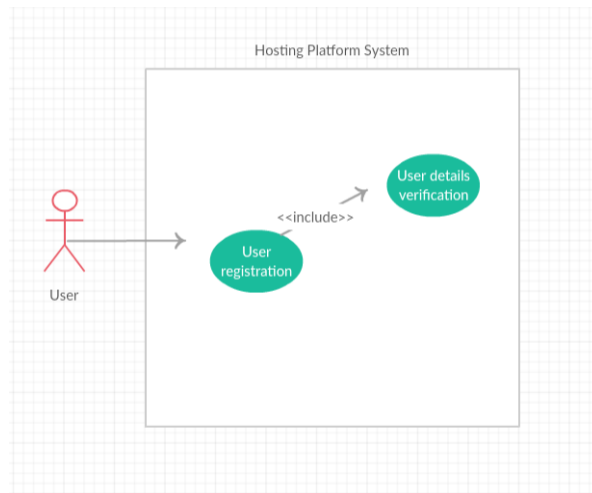 Hosting Platform System
User details
verification
<<include>>
User
registration
User